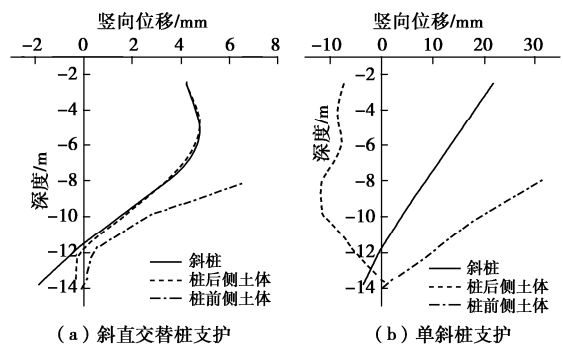 竖向位移/mm
-2 0 2 4 6 8
-2
-4
-6
-8
-10
-12
-14
深度/m
斜桩
桩后侧土体
桩前侧土体
(a)斜直交替桩支护
竖向位移/mm
-10 0 10 20 30
-2
-4
-6
-8
-10
-12
-14
深度/m
斜桩
桩后侧土体
桩前侧土体
(b)单斜桩支护